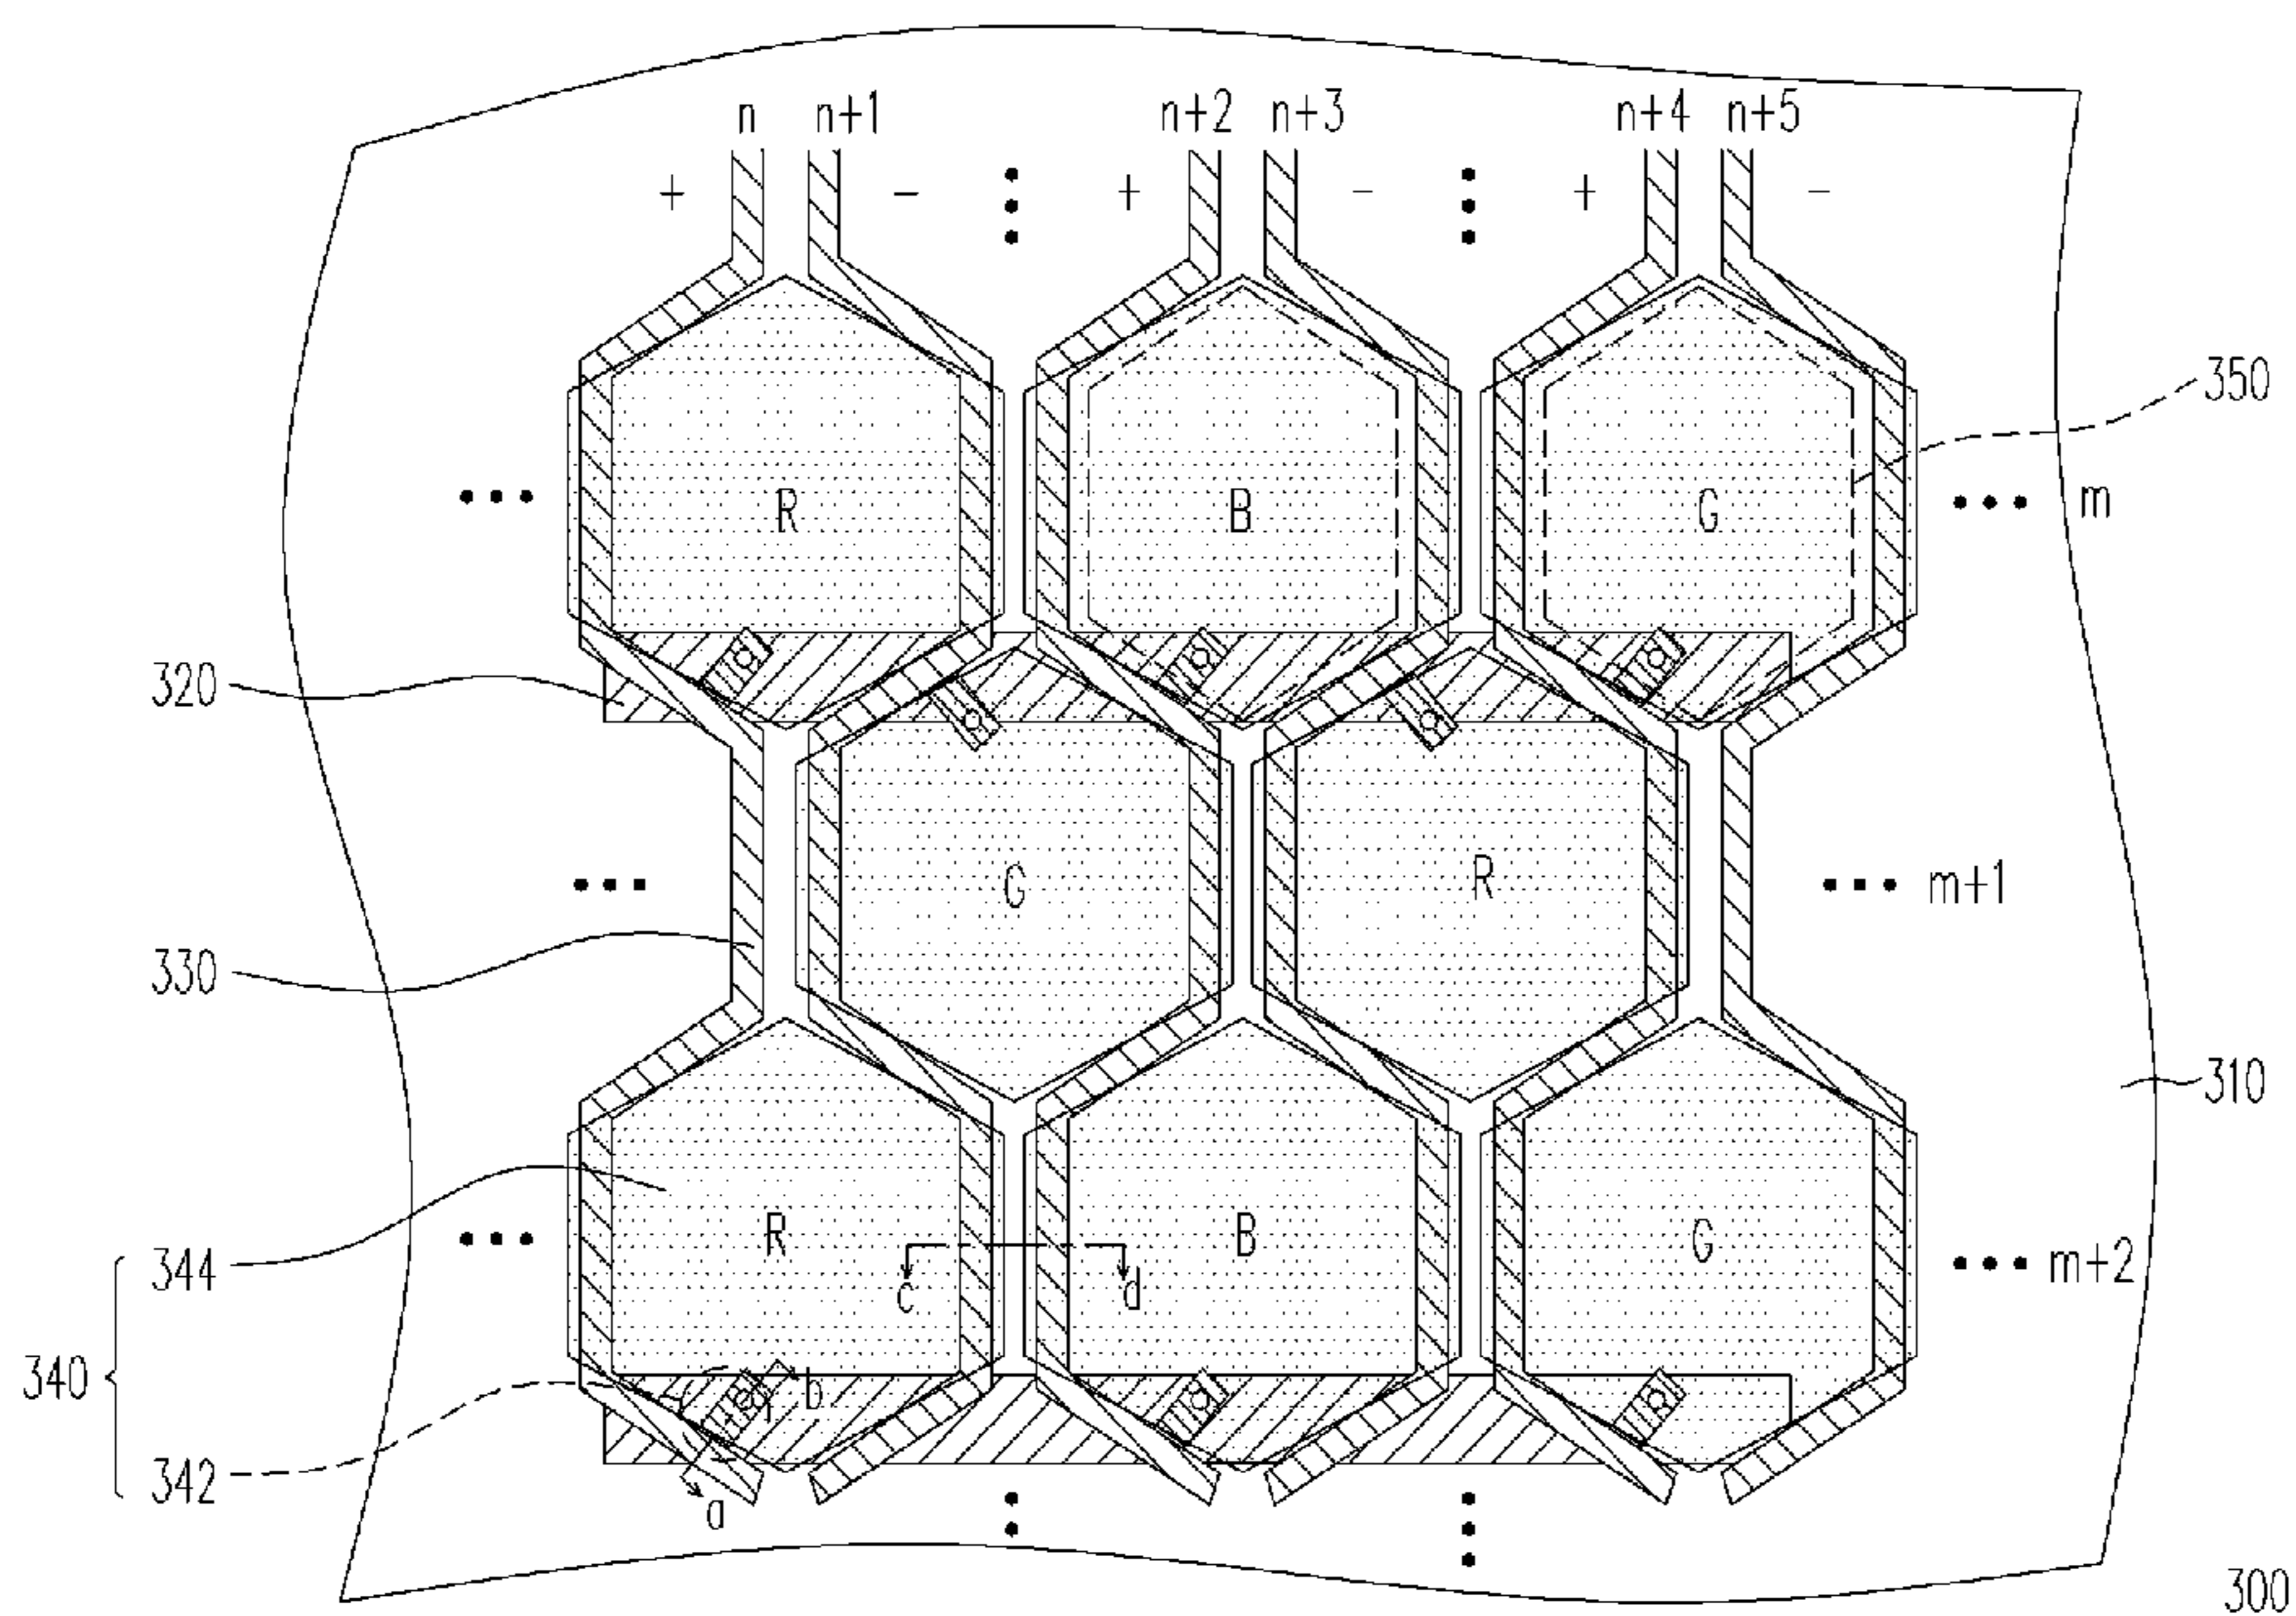 n n+1 n+2 n+3 n+4 n+5
+ - + - + -
350
R B G m
320
G R m+1
330
310
344 R B G m+2
c d
340
b
342
a
300